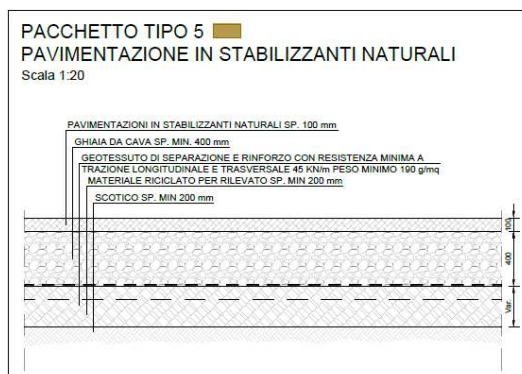 PACCHETTO TIPO 5
PAVIMENTAZIONE IN STABILIZZANTI NATURALI
Scala 1:20
PAVIMENTAZIONI IN STABILIZZANTI NATURALI SP. 100 mm
GHIAIA DA CAVA SP. MIN. 400 mm
GEOTESSUTO DI SEPARAZIONE E RINFORZO CON RESISTENZA MINIMA A
TRAZIONE LONGITUDINALE E TRASVERSALE 45 KN/m PESO MINIMO 190 g/mq
MATERIALE RICICLATO PER RILEVATO SP. MIN 200 mm
SCOTICO SP. MIN 200 mm
100
400
Var.